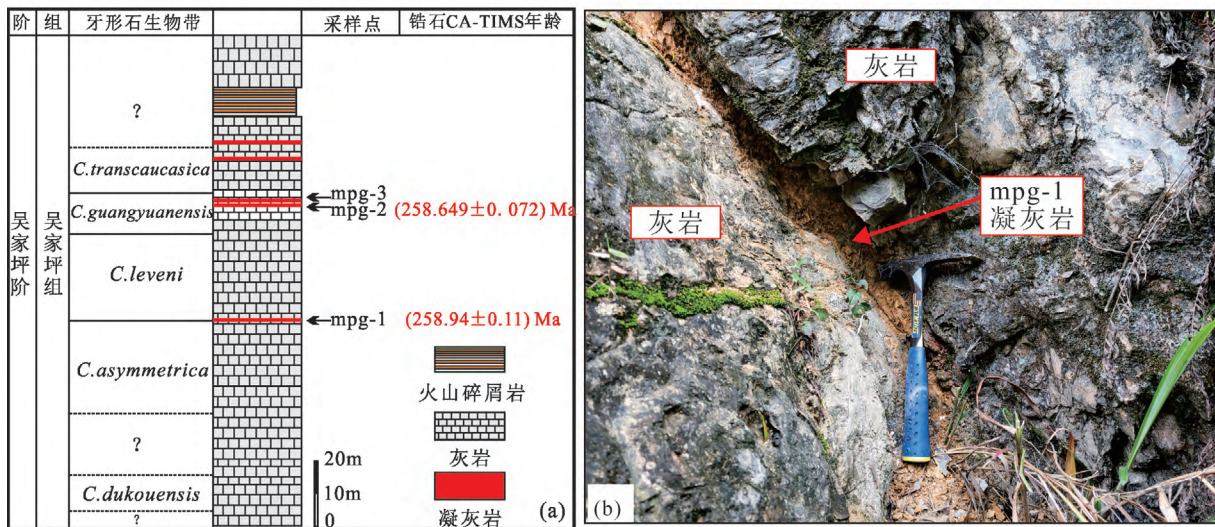 阶 组 牙形石生物带 采样点 锆石CA-TIMS年龄
?
C.transcaucasica
mpg-3
C.guangyuanensis
mpg-2 (258.649±0.072) Ma
吴家坪阶
吴家坪组
C.leveni
mpg-1 (258.94±0.11) Ma
C.asymmetrica
火山碎屑岩
?
灰岩
20m
10m
0
C.dukouensis
?
凝灰岩
(a)
灰岩
灰岩
mpg-1
凝灰岩
(b)